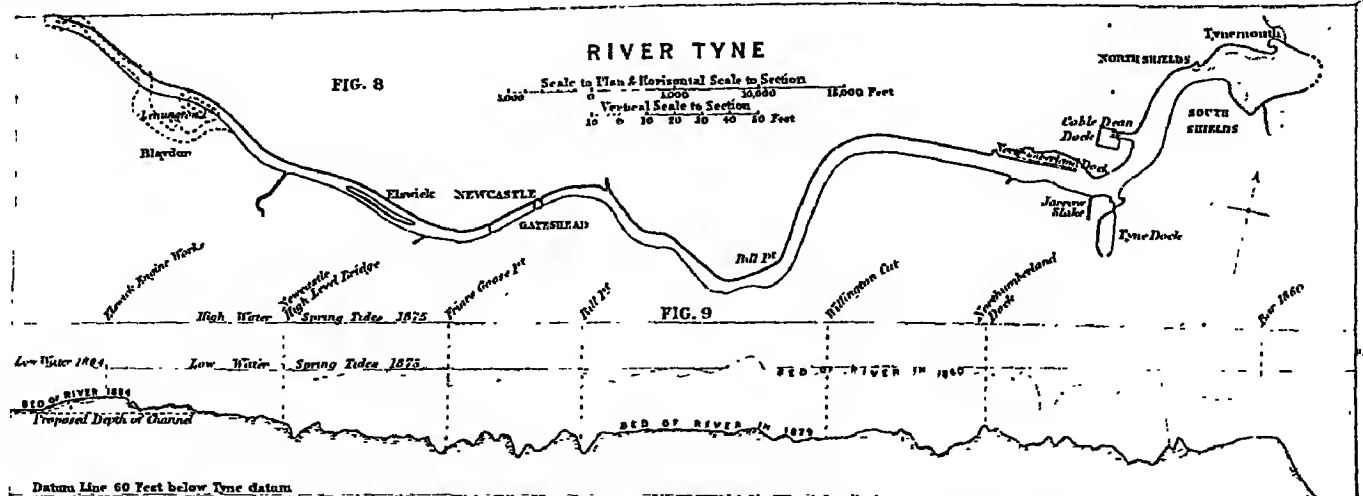 RIVER TYNE
FIG. 8
Scale to Plan & Horizontal Scale to Section
5,000 0 5,000 10,000 15,000 Feet
Vertical Scale to Section
10 0 10 20 30 40 50 Feet
Tynemouth
NORTH SHIELDS
SOUTH
SHIELDS
Coble Dean
Dock
Northumberland Dock
Jarrow
Slake
Tyne Dock
Lemington
Blaydon
Elswick
NEWCASTLE
GATESHEAD
Bill Pt
FIG. 9
Elswick Engine Works
Newcastle
High Level Bridge
Friars Goose Pt
Bill Pt
Willington Cut
Northumberland
Dock
Bar 1860
High Water Spring Tides 1875
Low Water 1884
Low Water Spring Tides 1875
BED OF RIVER IN 1860
BED OF RIVER 1884
Proposed Depth of Channel
BED OF RIVER IN 1879
Datum Line 60 Feet below Tyne datum